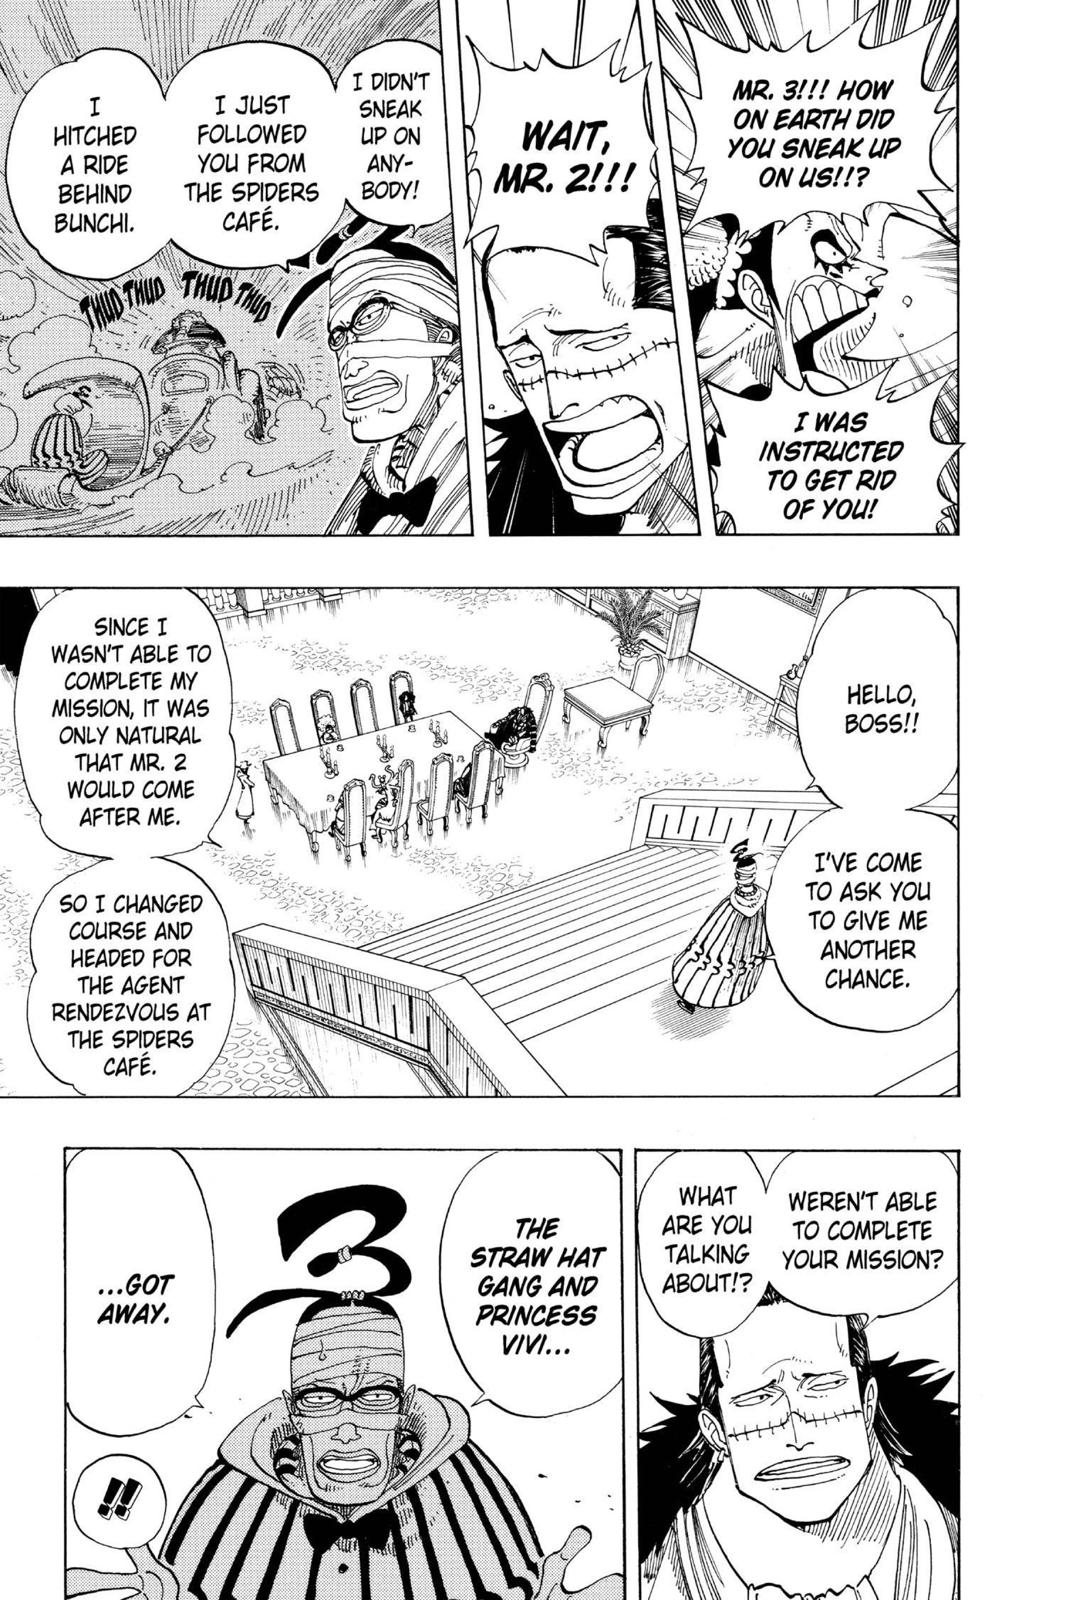 MR. 3!!! HOW
ON EARTH DID
YOU SNEAK UP
ON US!!?
I WAS
INSTRUCTED
TO GET RID
OF YOU!
WAIT,
MR. 2!!!
I DIDN'T
SNEAK
UP ON
ANY-
BODY!
I JUST
FOLLOWED
YOU FROM
THE SPIDERS
CAFÉ.
I
HITCHED
A RIDE
BEHIND
BUNCHI.
THUD THUD
THUD THUD
HELLO,
BOSS!!
I'VE COME
TO ASK YOU
TO GIVE ME
ANOTHER
CHANCE.
SINCE I
WASN'T ABLE TO
COMPLETE MY
MISSION, IT WAS
ONLY NATURAL
THAT MR. 2
WOULD COME
AFTER ME.
SO I CHANGED
COURSE AND
HEADED FOR
THE AGENT
RENDEZVOUS AT
THE SPIDERS
CAFÉ.
WEREN'T ABLE
TO COMPLETE
YOUR MISSION?
WHAT
ARE YOU
TALKING
ABOUT!?
THE
STRAW HAT
GANG AND
PRINCESS
VIVI...
...GOT
AWAY.
3
!!